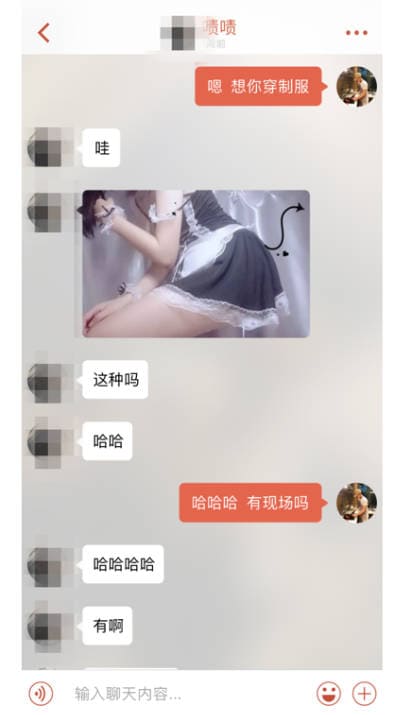 啧啧
嗯 想你穿制服
哇
这种吗
哈哈
哈哈哈 有现场吗
哈哈哈哈
有啊
输入聊天内容...